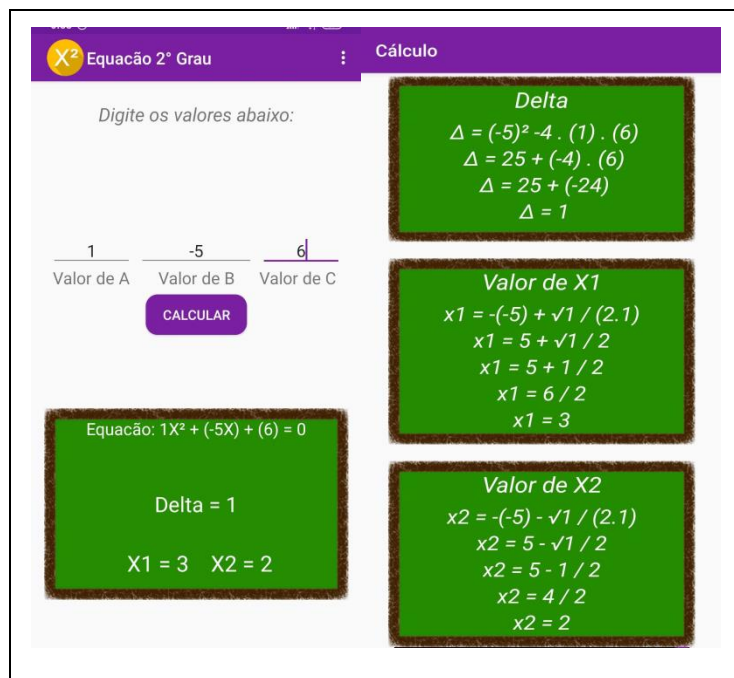 X²
Equacão 2° Grau
Digite os valores abaixo:
1 -5 6
Valor de A Valor de B Valor de C
CALCULAR
Equacão: 1X² + (-5X) + (6) = 0
Delta = 1
X1 = 3 X2 = 2
Cálculo
Delta
Δ = (-5)² -4 . (1) . (6)
Δ = 25 + (-4) . (6)
Δ = 25 + (-24)
Δ = 1
Valor de X1
x1 = -(-5) + √1 / (2.1)
x1 = 5 + √1 / 2
x1 = 5 + 1 / 2
x1 = 6 / 2
x1 = 3
Valor de X2
x2 = -(-5) - √1 / (2.1)
x2 = 5 - √1 / 2
x2 = 5 - 1 / 2
x2 = 4 / 2
x2 = 2